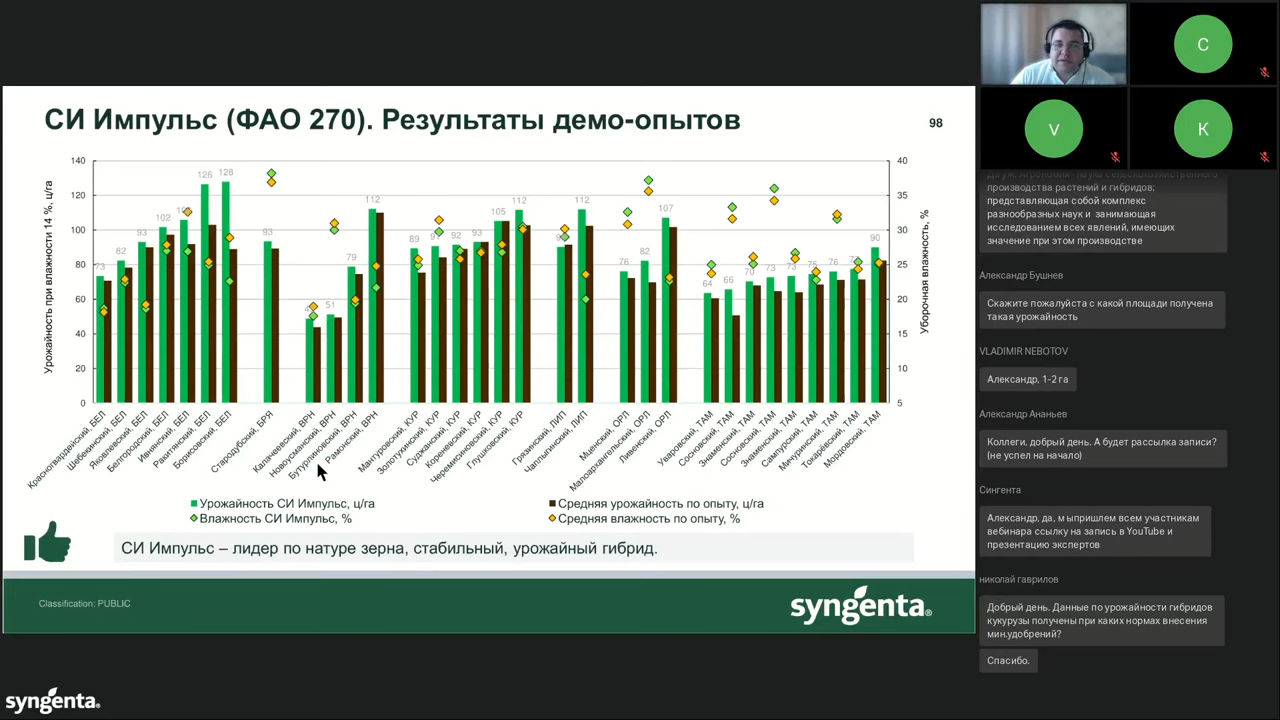 СИ Импульс (ФАО 270). Результаты демо-опытов
98
Урожайность при влажности 14 %, ц/га
140
120
100
80
60
40
20
0
73
82
93
102
126
128
93
51
79
112
89
92
93
105
112
112
76
82
107
64
66
70
73
73
75
76
90
40
35
30
25
20
15
10
5
Уборочная влажность, %
Красногвардейский, БЕЛ
Шебекинский, БЕЛ
Яковлевский, БЕЛ
Белгородский, БЕЛ
Ивнянский, БЕЛ
Ракитянский, БЕЛ
Борисовский, БЕЛ
Стародубский, БРЯ
Калачеевский, ВРН
Новоусманский, ВРН
Бутурлиновский, ВРН
Рамонский, ВРН
Мантуровский, КУР
Золотухинский, КУР
Суджанский, КУР
Кореневский, КУР
Черемисиновский, КУР
Глушковский, КУР
Грязинский, ЛИП
Чаплыгинский, ЛИП
Мценский, ОРЛ
Малоархангельский, ОРЛ
Ливенский, ОРЛ
Уваровский, ТАМ
Сосновский, ТАМ
Знаменский, ТАМ
Сосновский, ТАМ
Знаменский, ТАМ
Сампурский, ТАМ
Мичуринский, ТАМ
Токарёвский, ТАМ
Мордовский, ТАМ
Урожайность СИ Импульс, ц/га
Средняя урожайность по опыту, ц/га
Влажность СИ Импульс, %
Средняя влажность по опыту, %
СИ Импульс – лидер по натуре зерна, стабильный, урожайный гибрид.
Classification: PUBLIC
syngenta®
syngenta.
С
V
К
производства растений и гибридов;
представляющая собой комплекс
разнообразных наук и занимающая
исследованием всех явлений, имеющих
значение при этом производстве
Александр Бушнев
Скажите пожалуйста с какой площади получена
такая урожайность
VLADIMIR NEBOTOV
Александр, 1-2 га
Александр Ананьев
Коллеги, добрый день. А будет рассылка записи?
(не успел на начало)
Сингента
Александр, да, м ыпришлем всем участникам
вебинара ссылку на запись в YouTube и
презентацию экспертов
николай гаврилов
Добрый день. Данные по урожайности гибридов
кукурузы получены при каких нормах внесения
мин.удобрений?
Спасибо.